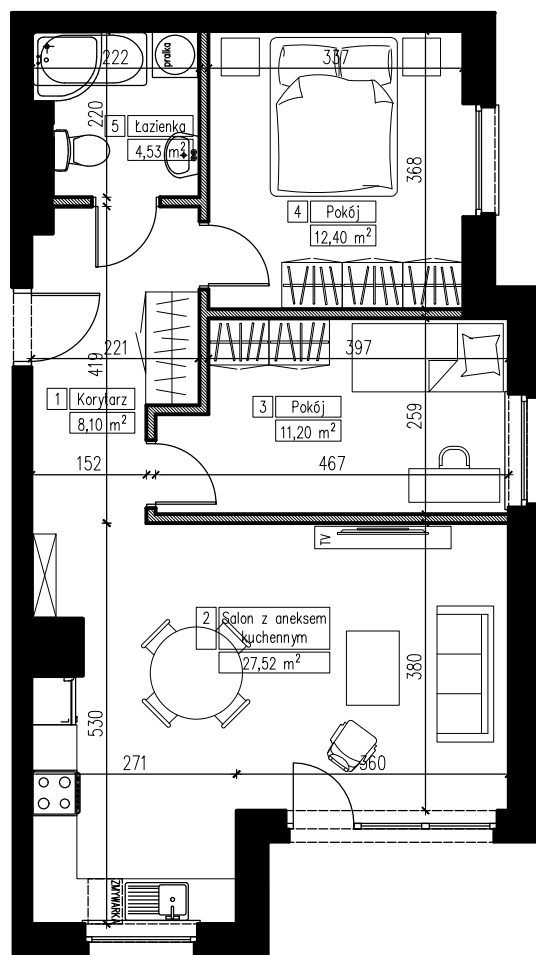 222
337
pralka
220
5 Łazienka
4,53 m²
368
4 Pokój
12,40 m²
221
397
419
1 Korytarz
8,10 m²
3 Pokój
11,20 m²
259
152
467
TV
2 Salon z aneksem
kuchennym
27,52 m²
380
530
271
360
ZMYWARKA